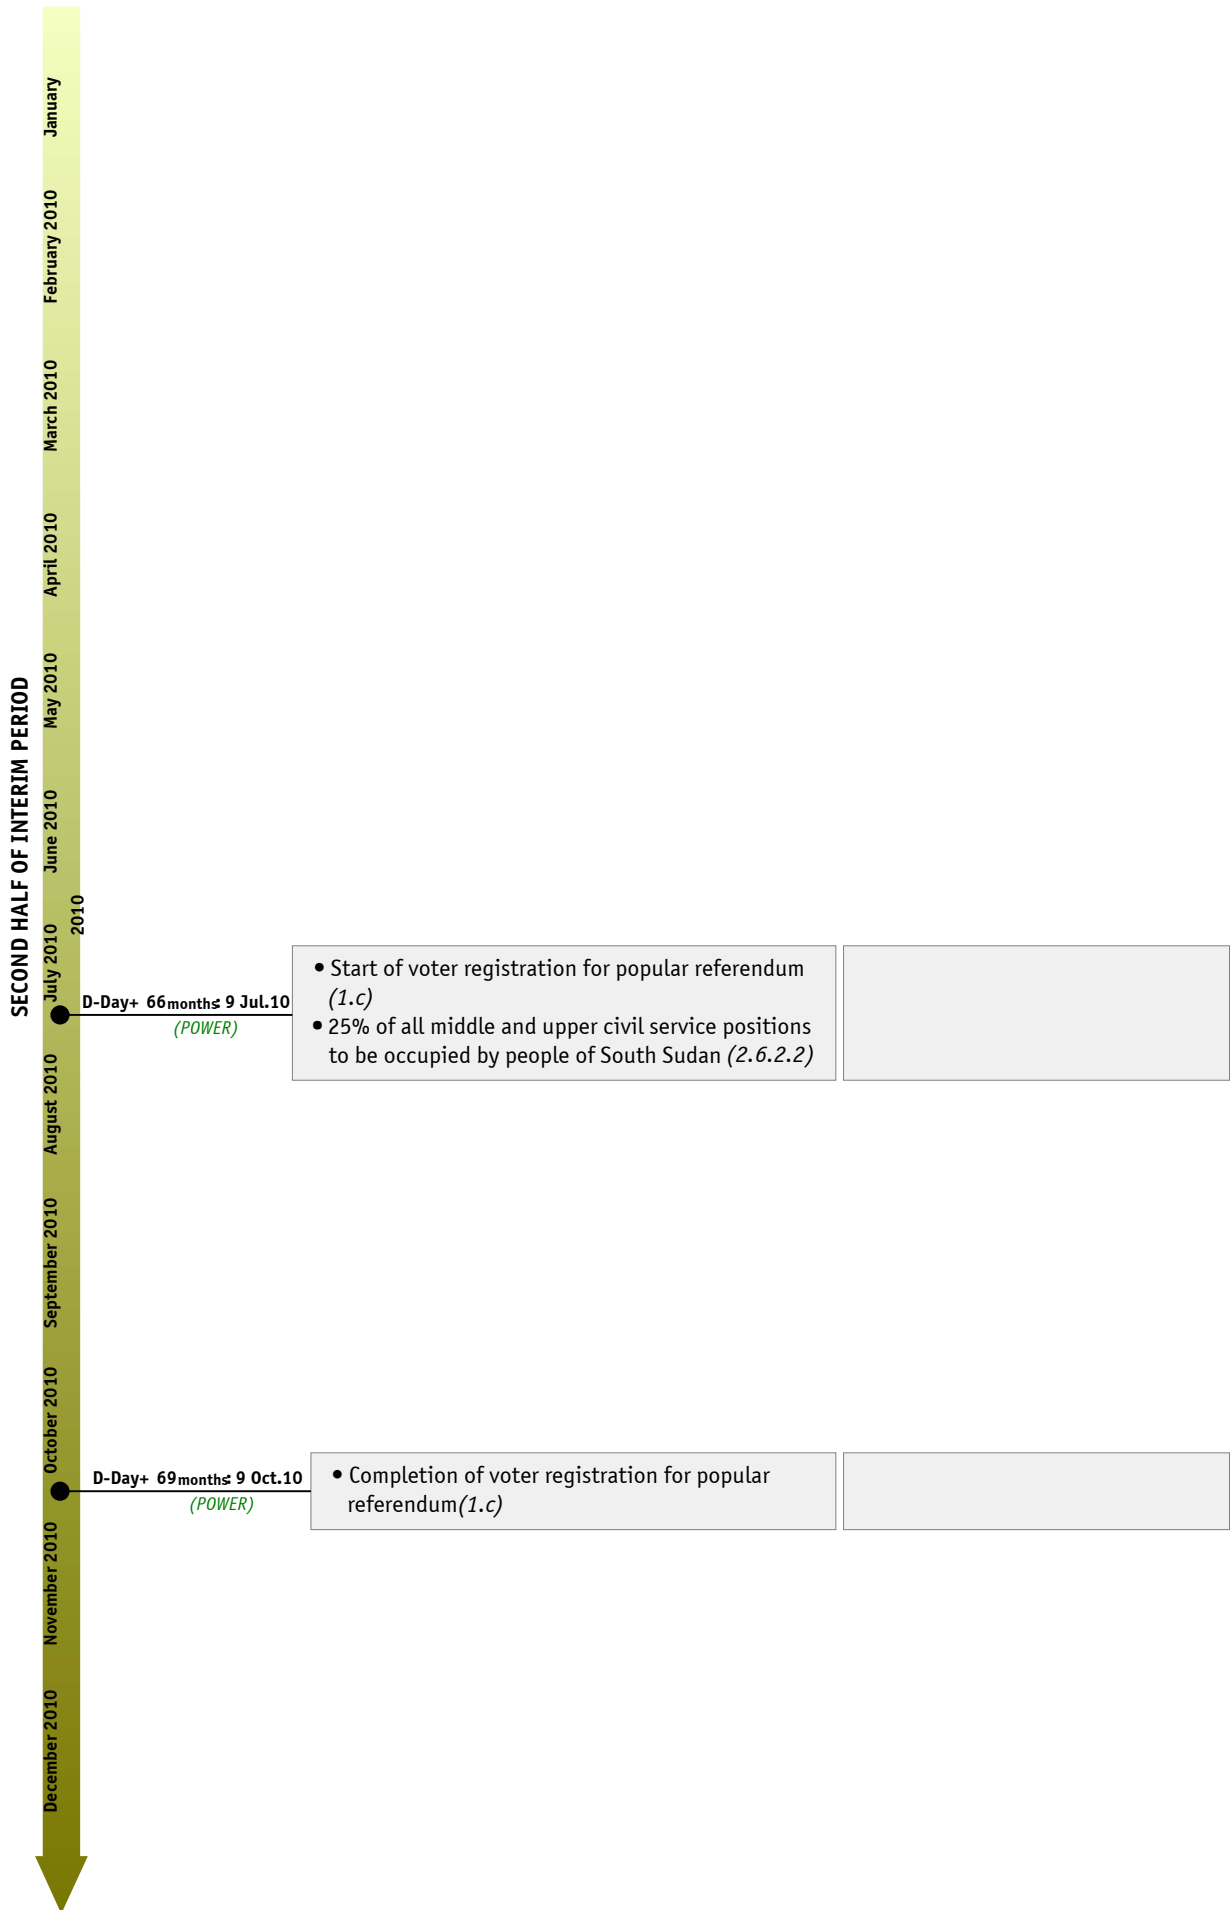 SECOND HALF OF INTERIM PERIOD
January
February 2010
March 2010
April 2010
May 2010
June 2010
2010
July 2010
D-Day+ 66months: 9 Jul.10
(POWER)
• Start of voter registration for popular referendum
(1.c)
• 25% of all middle and upper civil service positions
to be occupied by people of South Sudan (2.6.2.2)
August 2010
September 2010
October 2010
D-Day+ 69months: 9 Oct.10
(POWER)
• Completion of voter registration for popular
referendum(1.c)
November 2010
December 2010